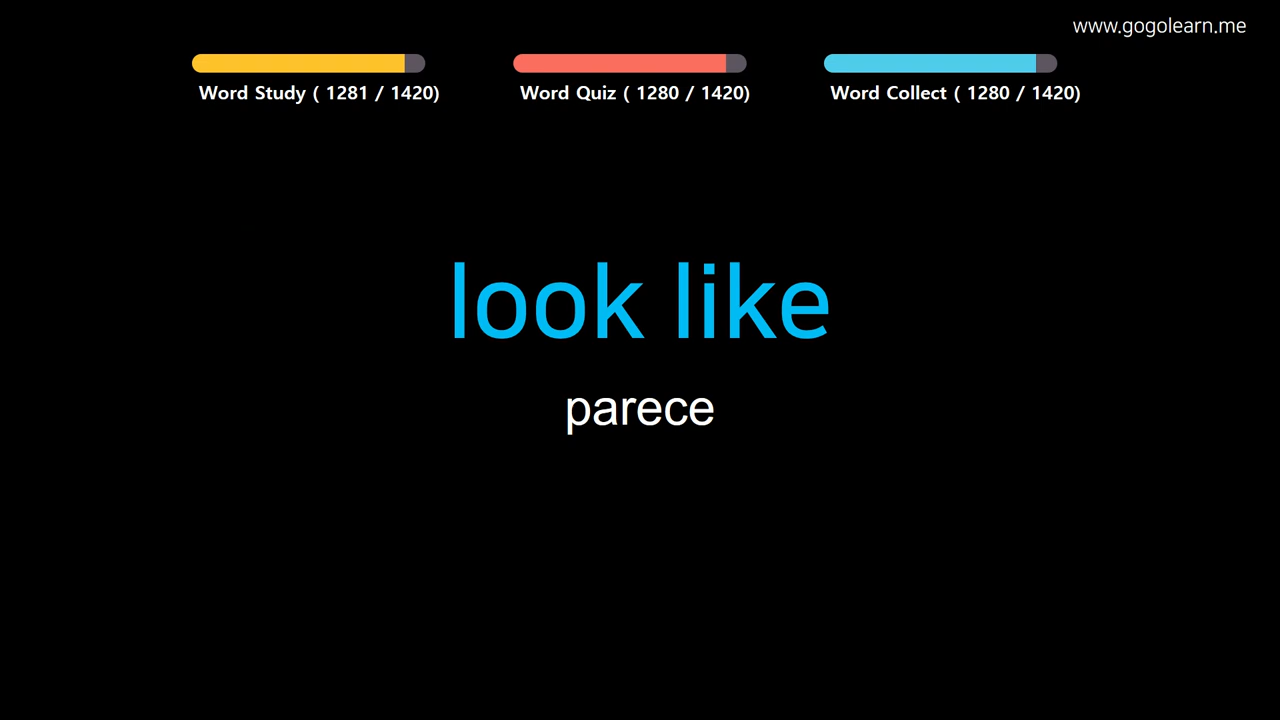 www.gogolearn.me
Word Study ( 1281 / 1420)
Word Quiz ( 1280 / 1420)
Word Collect ( 1280 / 1420)
look like
parece